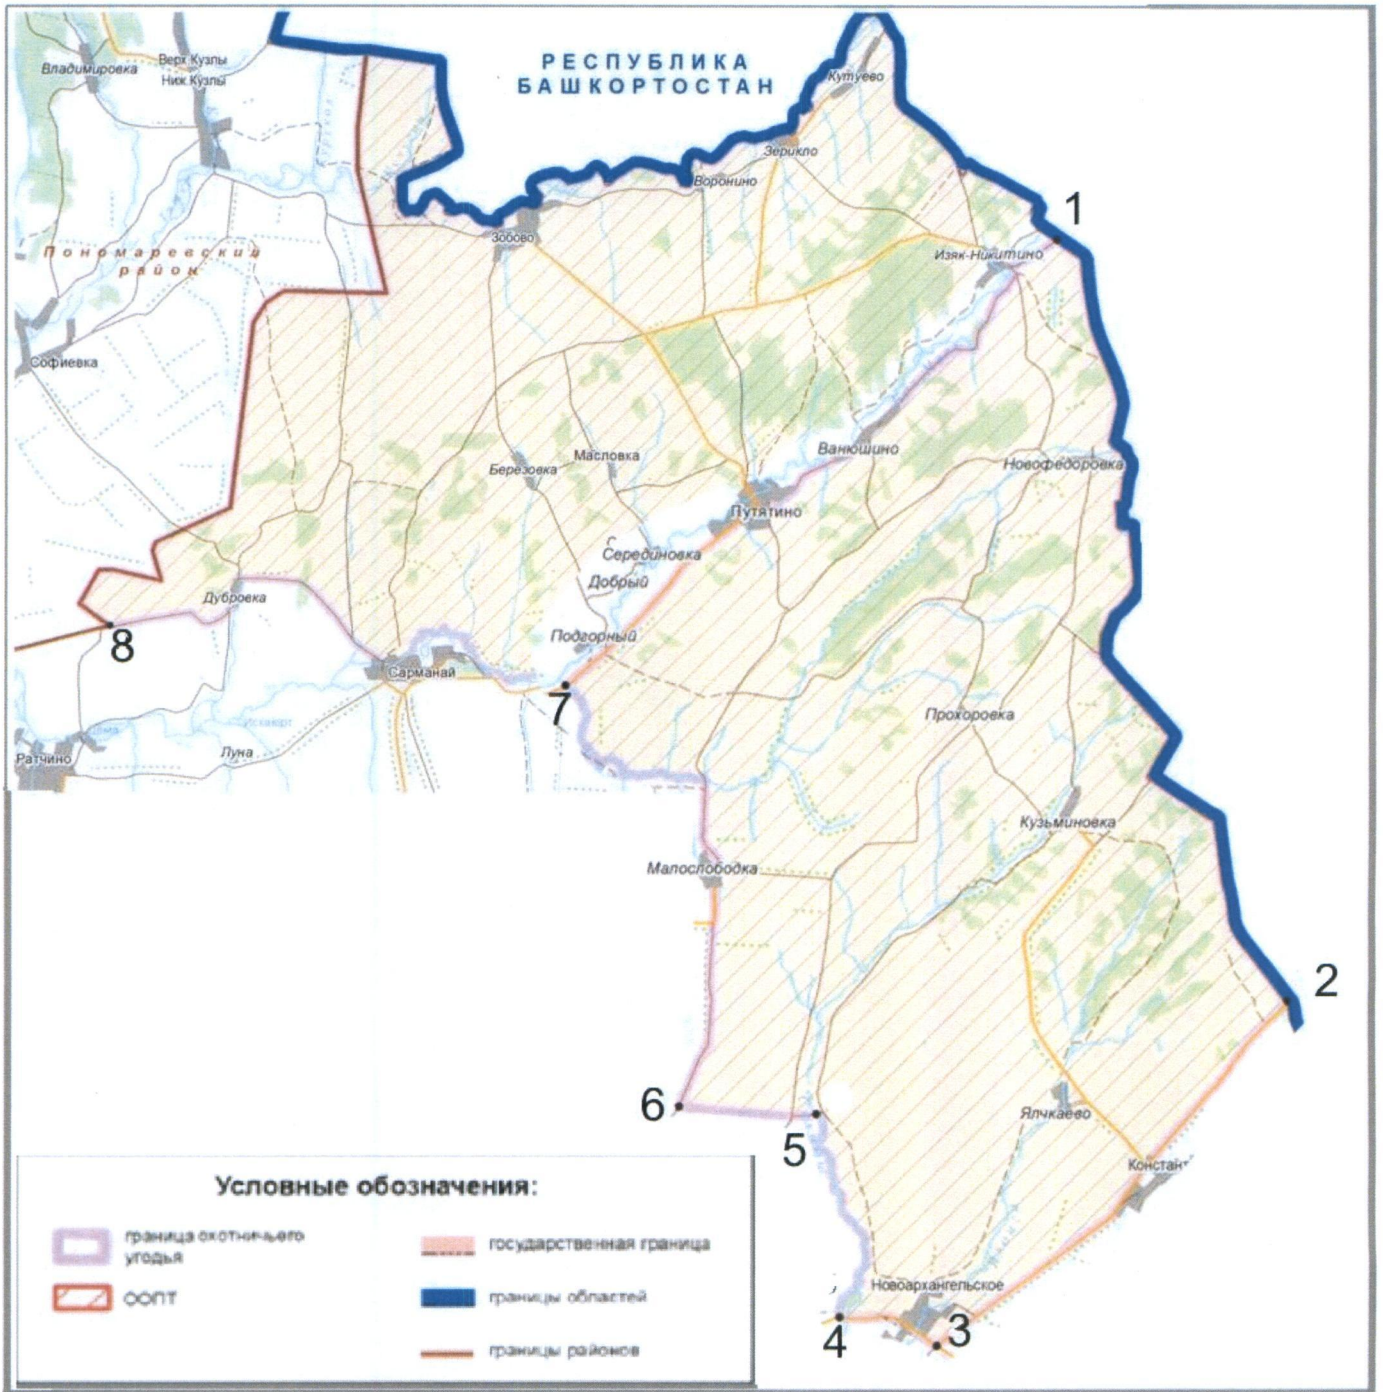 РЕСПУБЛИКА
БАШКОРТОСТАН
Владимировка
Верх Кузлы
Ниж Кузлы
Кутуево
Зерикло
Воронино
1
Зобово
Изяк-Никитино
Пономаревский
район
Софиевка
Ванюшино
Масловка
Березовка
Новофедоровка
Путятино
С
Серединовка
Добрый
Дубровка
8
Подгорный
Сарманай
7
Прохоровка
Ратчино
Луна
Кузьминовка
Малослободка
2
6
5
Ялчкаево
Констант
Условные обозначения:
граница охотничьего
угодья
государственная граница
ООПТ
границы областей
границы районов
Новоархангельское
4
3